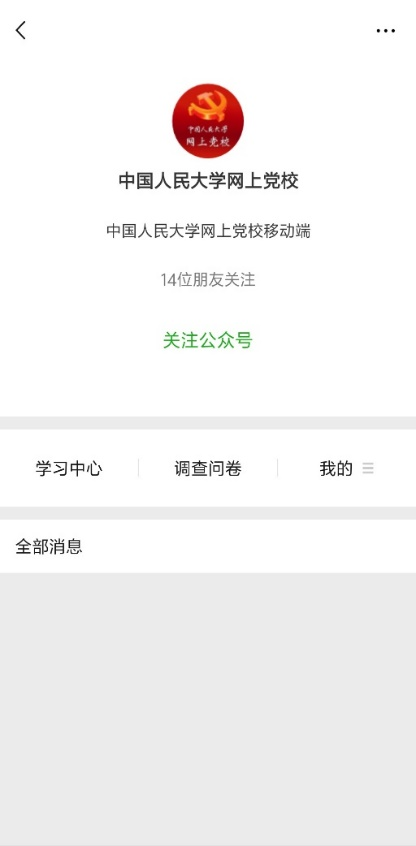 中国人民大学
网上党校
中国人民大学网上党校
中国人民大学网上党校移动端
14位朋友关注
关注公众号
学习中心 调查问卷 我的
全部消息